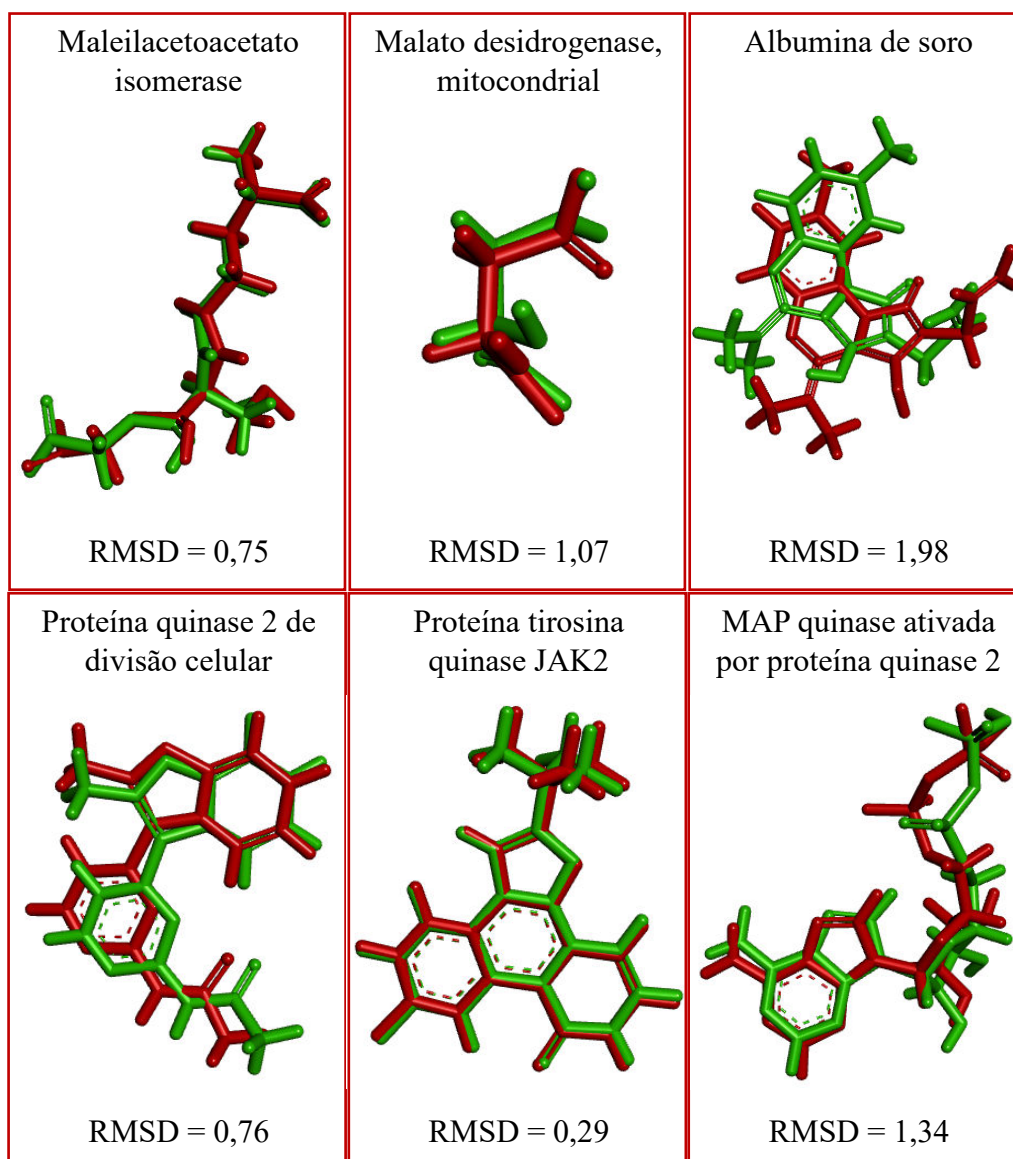 Maleilacetoacetato
isomerase
RMSD = 0,75
Malato desidrogenase,
mitocondrial
RMSD = 1,07
Albumina de soro
RMSD = 1,98
Proteína quinase 2 de
divisão celular
RMSD = 0,76
Proteína tirosina
quinase JAK2
RMSD = 0,29
MAP quinase ativada
por proteína quinase 2
RMSD = 1,34